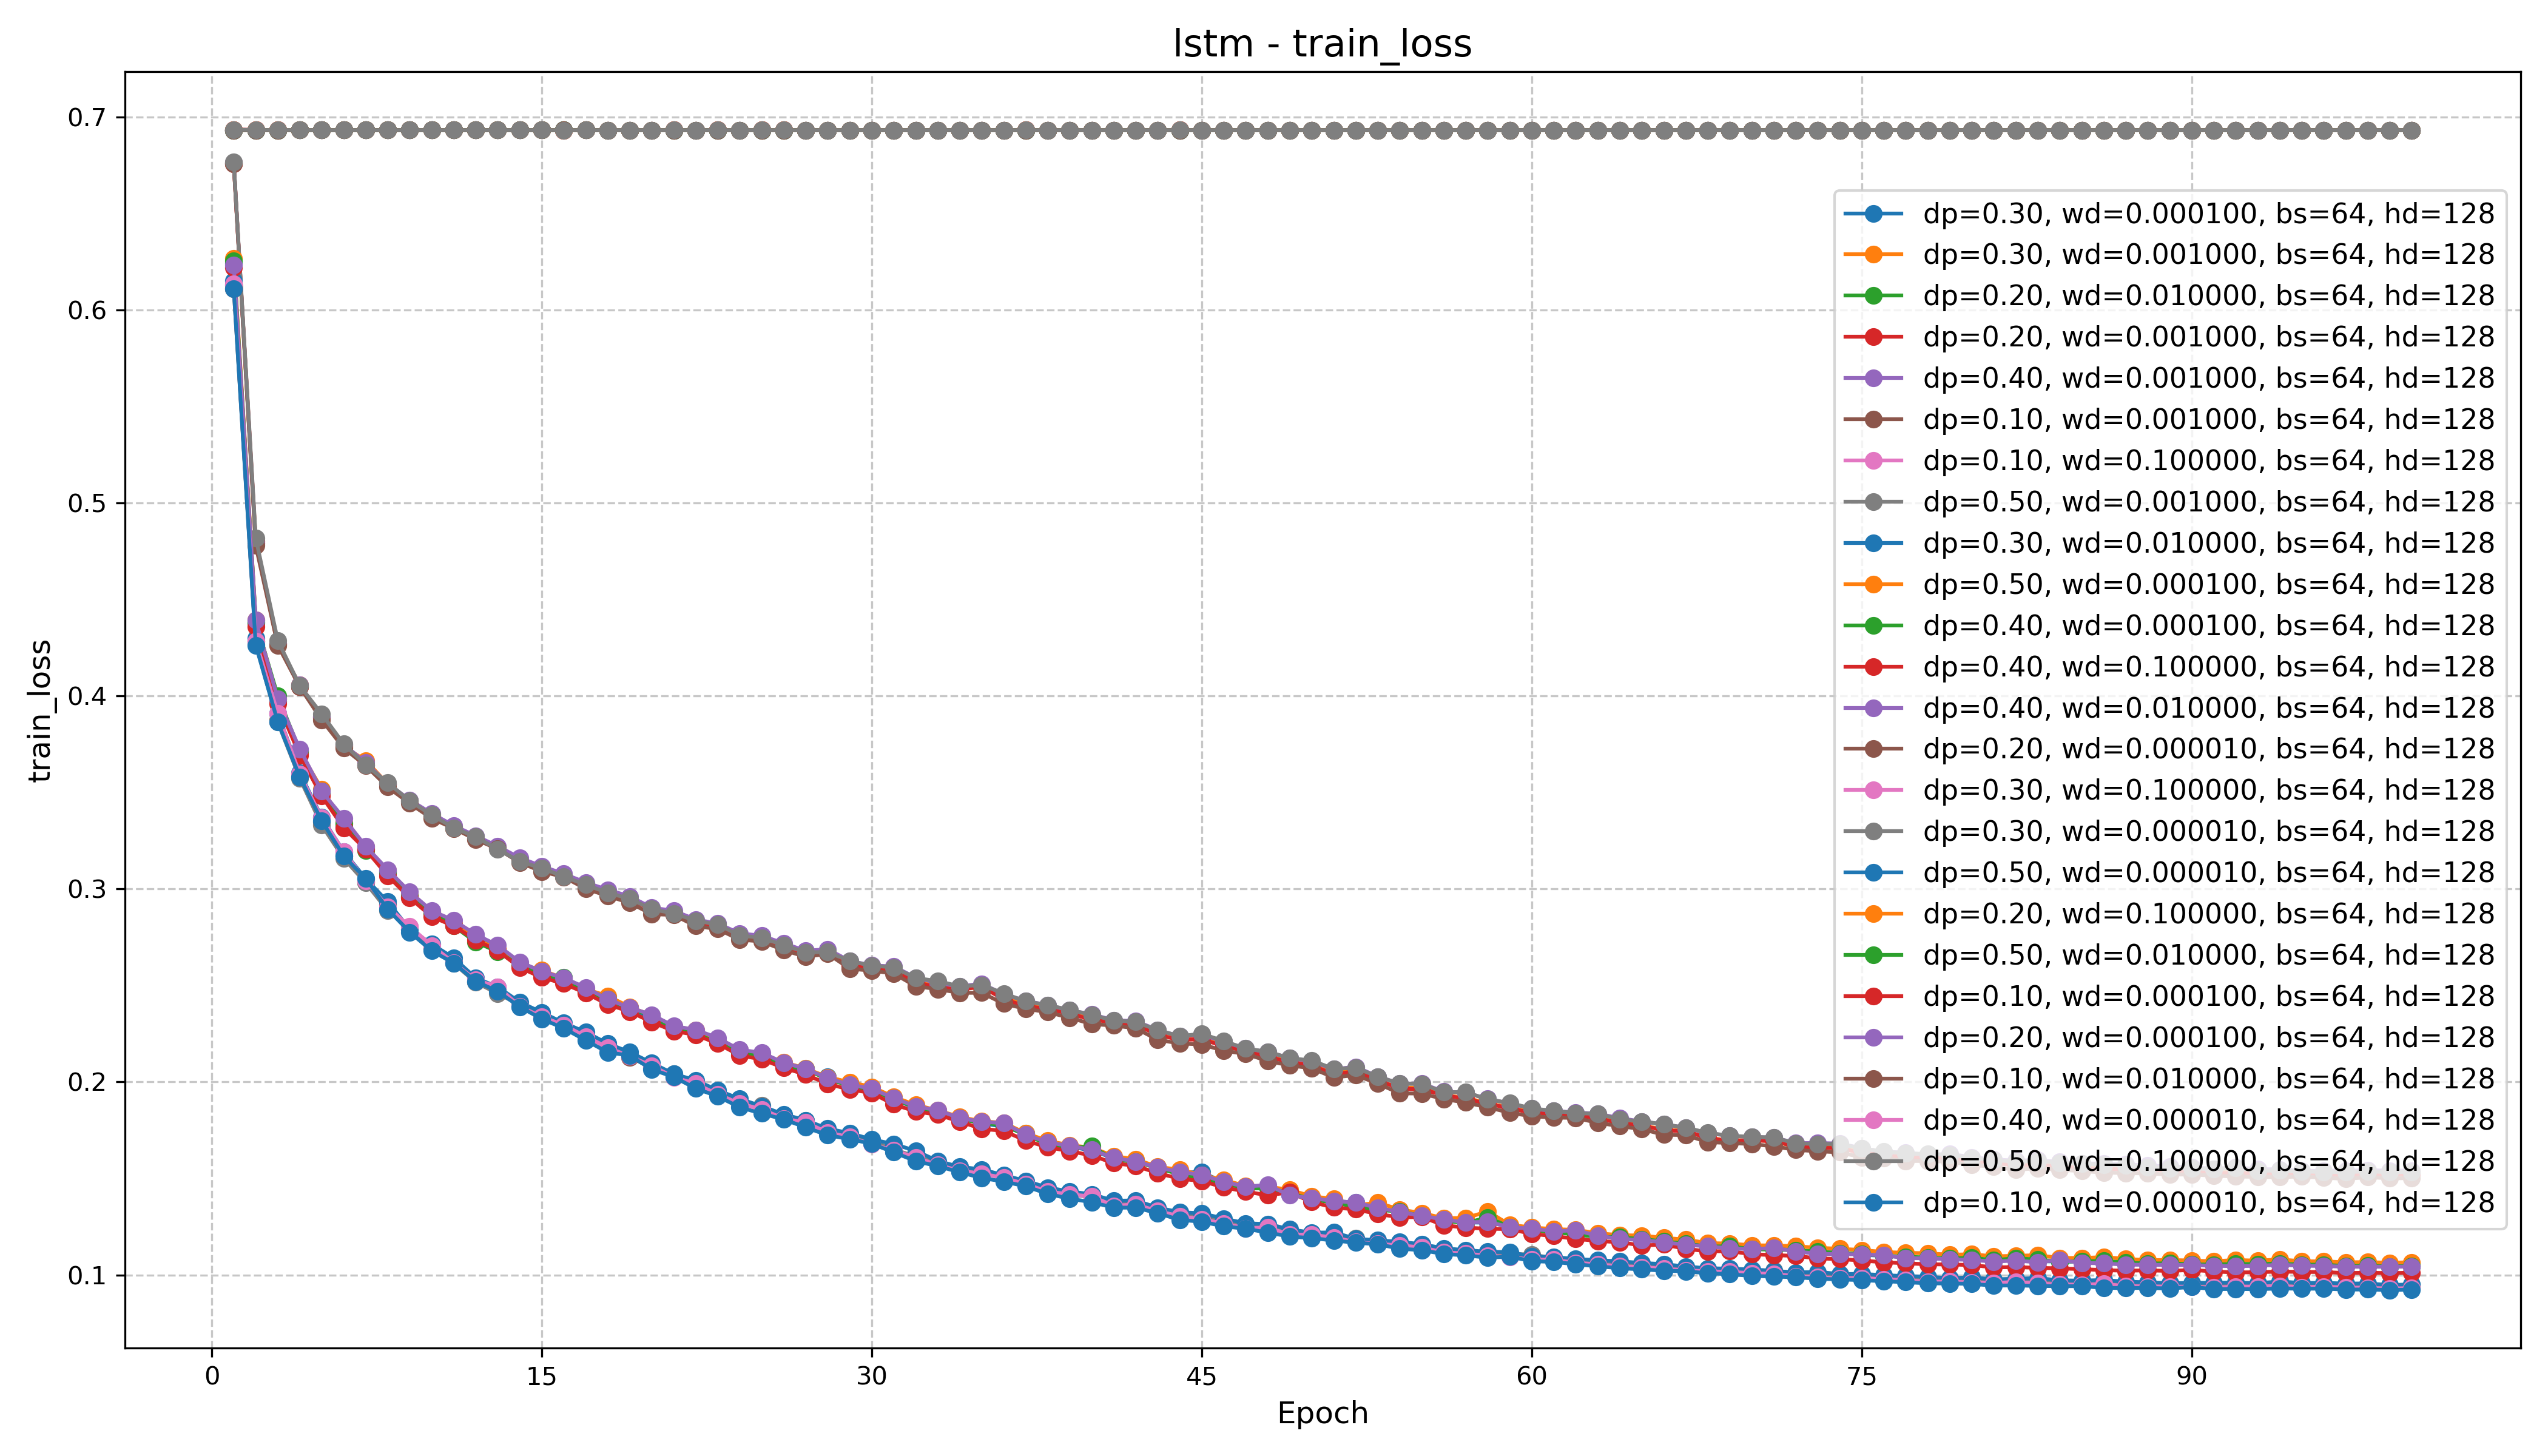 lstm - train_loss
train_loss
0.7
0.6
0.5
0.4
0.3
0.2
0.1
dp=0.30, wd=0.000100, bs=64, hd=128
dp=0.30, wd=0.001000, bs=64, hd=128
dp=0.20, wd=0.010000, bs=64, hd=128
dp=0.20, wd=0.001000, bs=64, hd=128
dp=0.40, wd=0.001000, bs=64, hd=128
dp=0.10, wd=0.001000, bs=64, hd=128
dp=0.10, wd=0.100000, bs=64, hd=128
dp=0.50, wd=0.001000, bs=64, hd=128
dp=0.30, wd=0.010000, bs=64, hd=128
dp=0.50, wd=0.000100, bs=64, hd=128
dp=0.40, wd=0.000100, bs=64, hd=128
dp=0.40, wd=0.100000, bs=64, hd=128
dp=0.40, wd=0.010000, bs=64, hd=128
dp=0.20, wd=0.000010, bs=64, hd=128
dp=0.30, wd=0.100000, bs=64, hd=128
dp=0.30, wd=0.000010, bs=64, hd=128
dp=0.50, wd=0.000010, bs=64, hd=128
dp=0.20, wd=0.100000, bs=64, hd=128
dp=0.50, wd=0.010000, bs=64, hd=128
dp=0.10, wd=0.000100, bs=64, hd=128
dp=0.20, wd=0.000100, bs=64, hd=128
dp=0.10, wd=0.010000, bs=64, hd=128
dp=0.40, wd=0.000010, bs=64, hd=128
dp=0.50, wd=0.100000, bs=64, hd=128
dp=0.10, wd=0.000010, bs=64, hd=128
0 15 30 45 60 75 90
Epoch